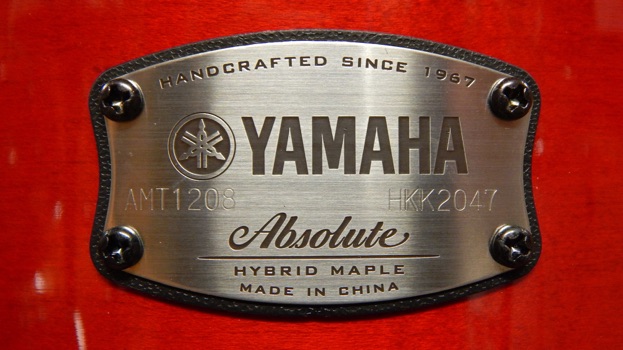 HANDCRAFTED SINCE 1967
YAMAHA
AMT1208 HKK2047
Absolute
HYBRID MAPLE
MADE IN CHINA